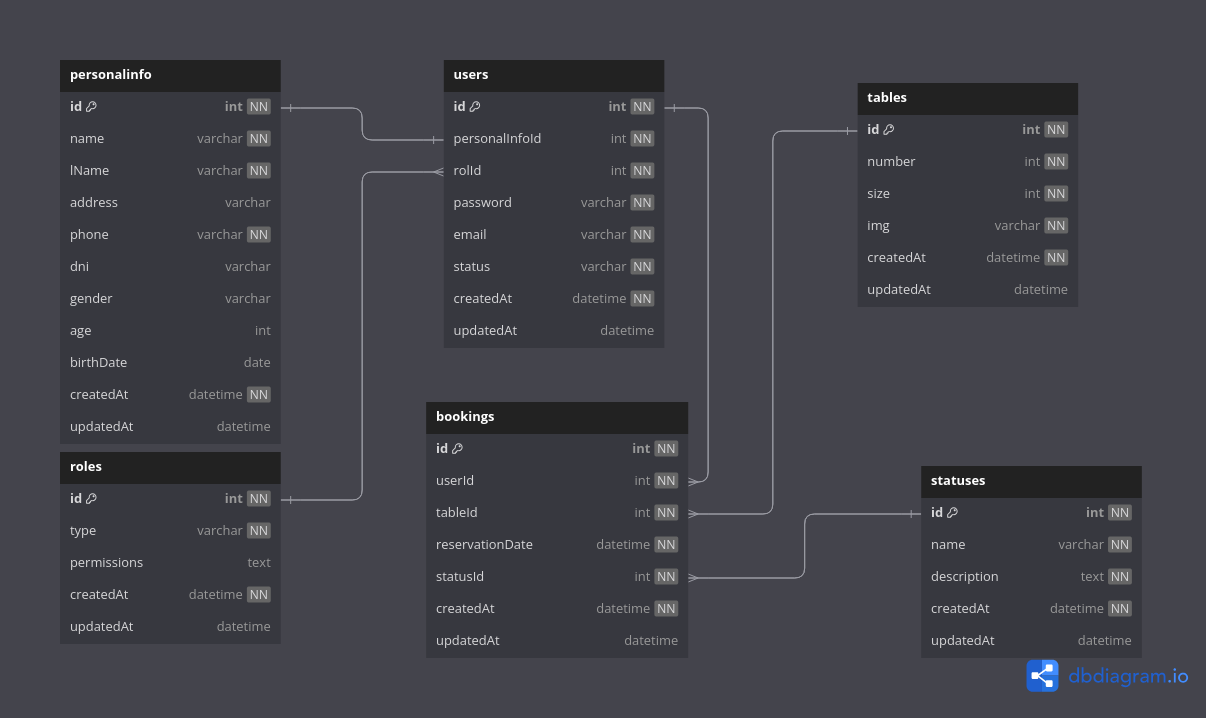 personalinfo
id int NN
name varchar NN
lName varchar NN
address varchar
phone varchar NN
dni varchar
gender varchar
age int
birthDate date
createdAt datetime NN
updatedAt datetime
roles
id int NN
type varchar NN
permissions text
createdAt datetime NN
updatedAt datetime
users
id int NN
personalInfoId int NN
rolId int NN
password varchar NN
email varchar NN
status varchar NN
createdAt datetime NN
updatedAt datetime
bookings
id int NN
userId int NN
tableId int NN
reservationDate datetime NN
statusId int NN
createdAt datetime NN
updatedAt datetime
tables
id int NN
number int NN
size int NN
img varchar NN
createdAt datetime NN
updatedAt datetime
statuses
id int NN
name varchar NN
description text NN
createdAt datetime NN
updatedAt datetime
dbdiagram.io